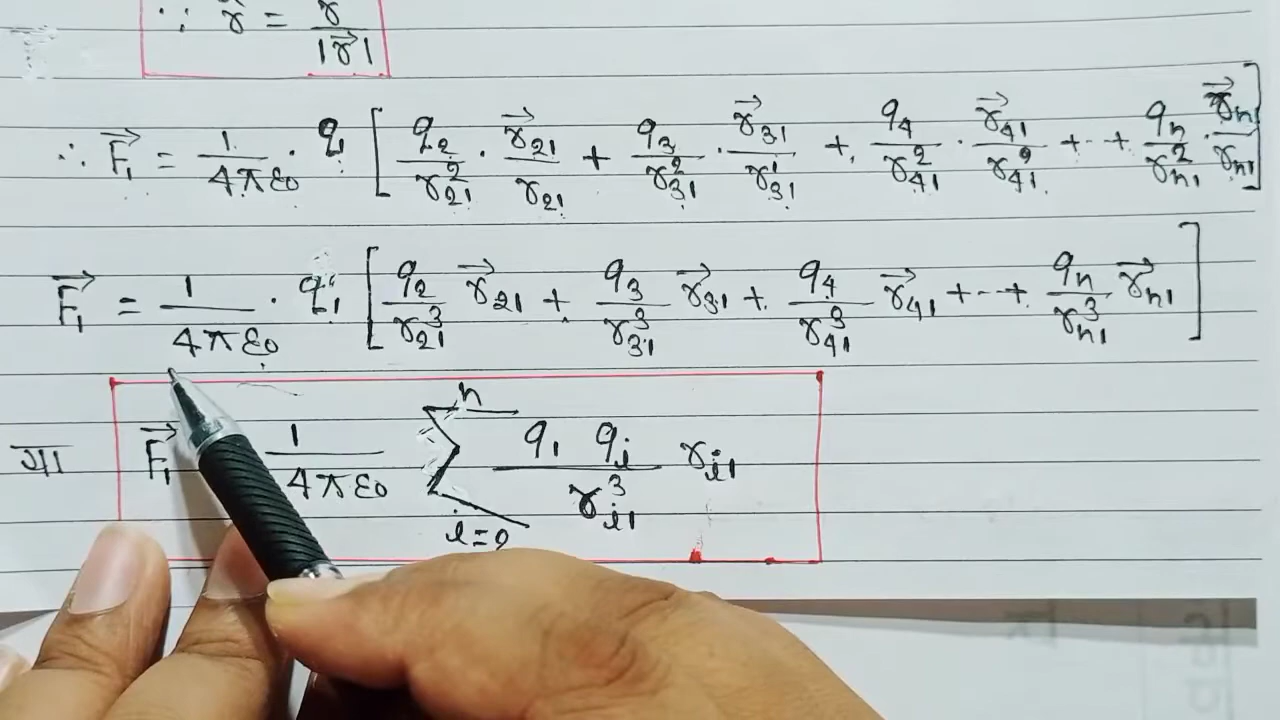 ∵ r̂ = r⃗ / |r⃗|
∴ F⃗₁ = 1/4πε₀ · q₁ [ q₂/r₂₁² · r⃗₂₁/r₂₁ + q₃/r₃₁² · r⃗₃₁/r₃₁ + q₄/r₄₁² · r⃗₄₁/r₄₁ + --+ qₙ/rₙ₁² · r⃗ₙ₁/rₙ₁ ]
F⃗₁ = 1/4πε₀ · q₁ [ q₂/r₂₁³ r⃗₂₁ + q₃/r₃₁³ r⃗₃₁ + q₄/r₄₁³ r⃗₄₁ + --+ qₙ/rₙ₁³ r⃗ₙ₁ ]
या F⃗₁ 1/4πε₀ Σ n i=2 q₁ qᵢ/rᵢ₁³ rᵢ₁